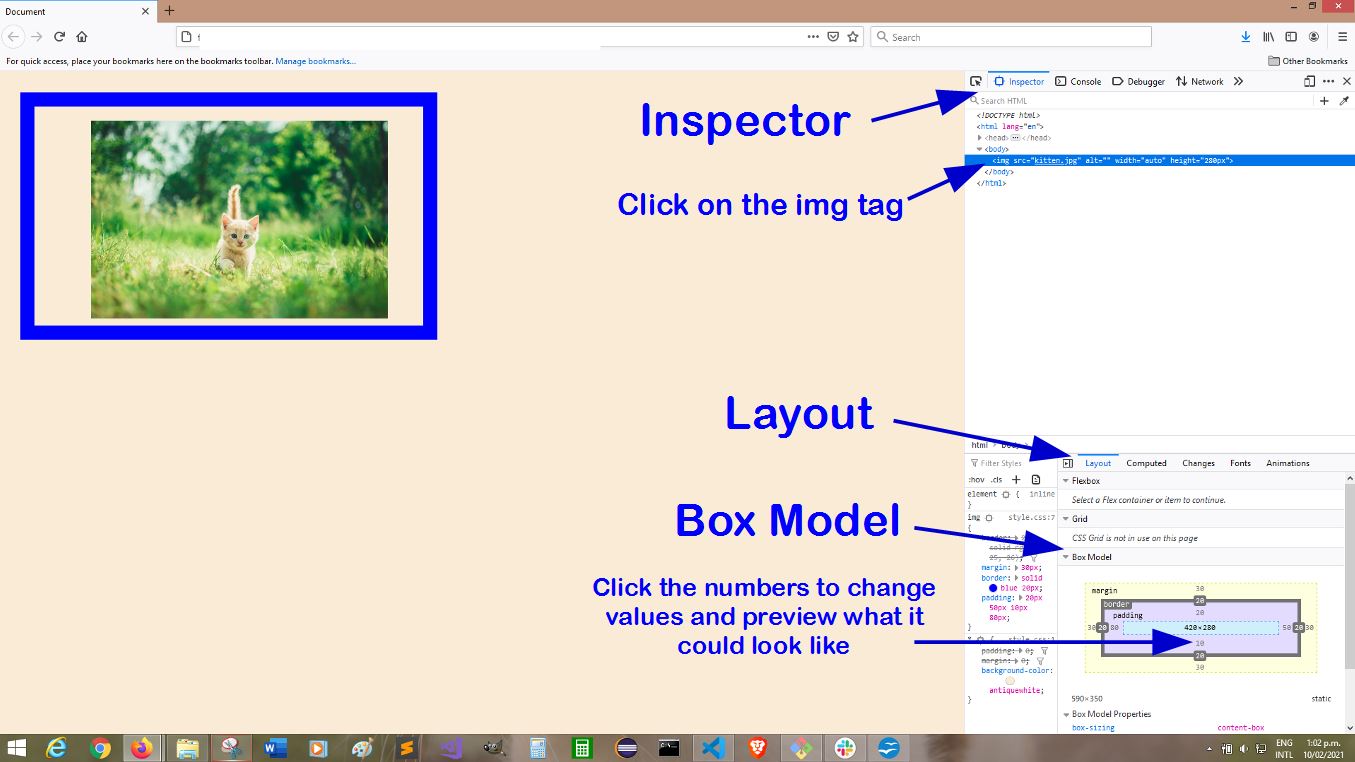 Document
Search
For quick access, place your bookmarks here on the bookmarks toolbar. Manage bookmarks...
Other Bookmarks
Inspector
Console
Debugger
Network
Search HTML
<!DOCTYPE html>
<html lang="en">
<head> </head>
<body>
<img src="kitten.jpg" alt="" width="auto" height="280px">
</body>
</html>
Inspector
Click on the img tag
Layout
Box Model
Click the numbers to change
values and preview what it
could look like
html > body >
Filter Styles
:hov .cls +
element { inline
}
img style.css:7
{
solid
25, 20);
margin: 30px;
border: solid
blue 20px;
padding: 20px
50px 10px
80px;
}
* { style.css:1
padding: 0;
margin: 0;
background-color:
antiquewhite;
}
Layout
Computed
Changes
Fonts
Animations
Flexbox
Select a Flex container or item to continue.
Grid
CSS Grid is not in use on this page
Box Model
margin
30
border
20
padding
20
30 20 80 420×280 50 20 30
10
20
30
590×350 static
Box Model Properties
box-sizing content-box
ENG
INTL
1:02 p.m.
10/02/2021